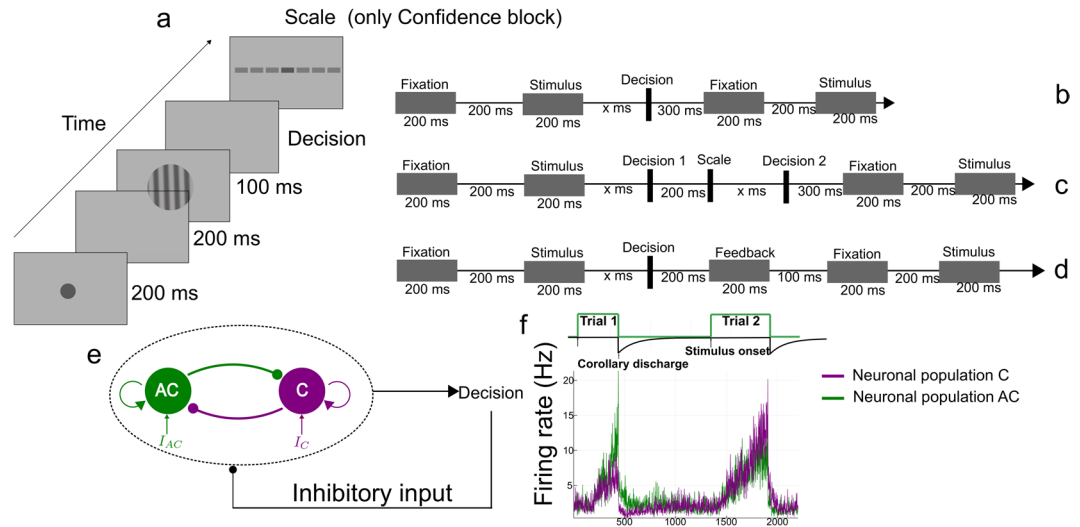 a
Scale (only Confidence block)
Time
Decision
100 ms
200 ms
200 ms
Fixation Stimulus Decision Fixation Stimulus
200 ms x ms 300 ms 200 ms
200 ms 200 ms 200 ms 200 ms
b
Fixation Stimulus Decision 1 Scale Decision 2 Fixation Stimulus
200 ms x ms 200 ms x ms 300 ms 200 ms
200 ms 200 ms 200 ms 200 ms
c
Fixation Stimulus Decision Feedback Fixation Stimulus
200 ms x ms 200 ms 100 ms 200 ms
200 ms 200 ms 200 ms 200 ms 200 ms
d
e
AC
C
I_AC
I_C
Decision
Inhibitory input
f
Trial 1 Trial 2
Stimulus onset
Corollary discharge
Firing rate (Hz)
20
15
10
5
500 1000 1500 2000
Neuronal population C
Neuronal population AC